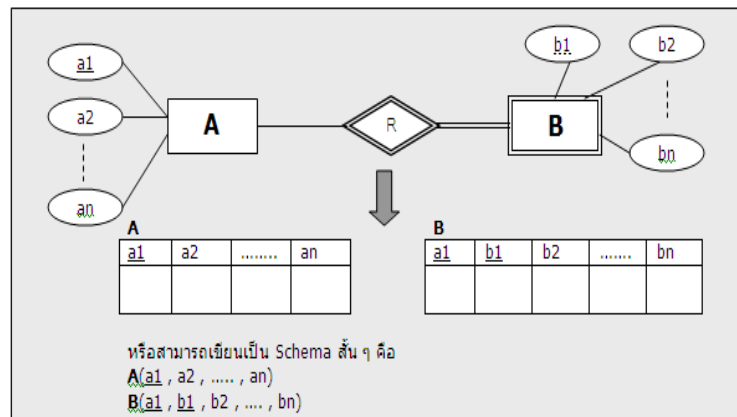 b1 b2
a1
a2
A R B
an bn
A B
a1 a2 ........ an a1 b1 b2 ....... bn
หรือสามารถเขียนเป็น Schema สั้น ๆ คือ
A(a1 , a2 , ..... , an)
B(a1 , b1 , b2 , .... , bn)